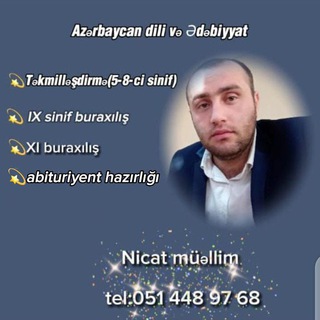 Azərbaycan dili və Ədəbiyyat
Təkmilləşdirmə(5-8-ci sinif)
IX sinif buraxılış
XI buraxılış
abituriyent hazırlığı
Nicat müəllim
tel:051 448 97 68